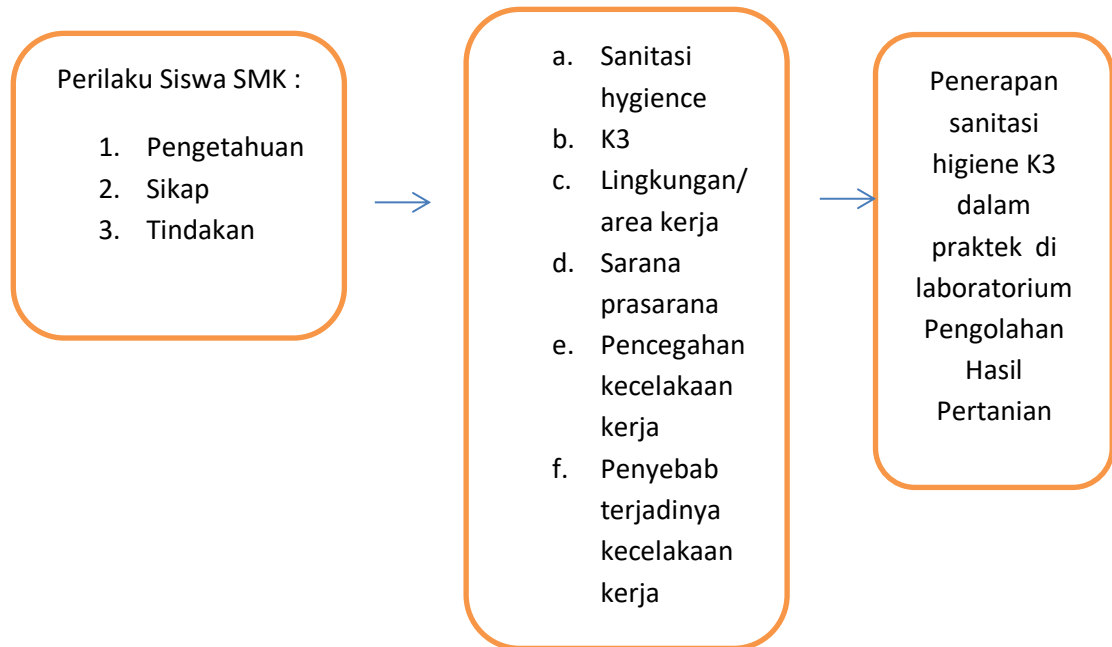 Perilaku Siswa SMK :
1. Pengetahuan
2. Sikap
3. Tindakan
a. Sanitasi
hygience
b. K3
c. Lingkungan/
area kerja
d. Sarana
prasarana
e. Pencegahan
kecelakaan
kerja
f. Penyebab
terjadinya
kecelakaan
kerja
Penerapan
sanitasi
higiene K3
dalam
praktek di
laboratorium
Pengolahan
Hasil
Pertanian